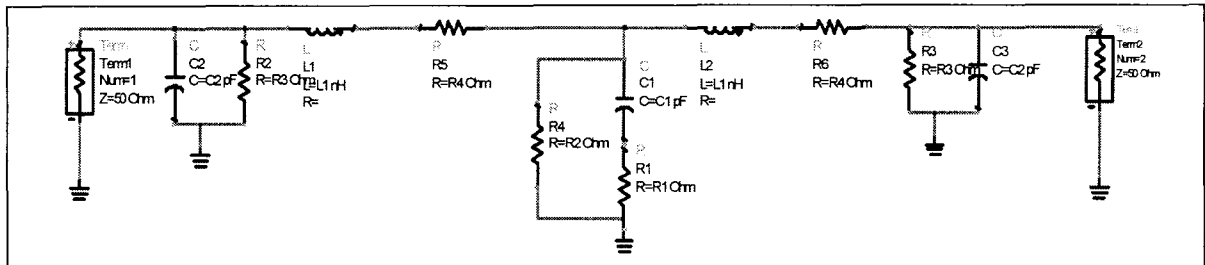 Term
Term1
Num=1
Z=50 Ohm
C
C2
C=C2 pF
R
R2
R=R3 Ohm
L
L1
L=L1 nH
R=
R
R5
R=R4 Ohm
R
R4
R=R2 Ohm
C
C1
C=C1 pF
R
R1
R=R1 Ohm
L
L2
L=L1 nH
R=
R
R6
R=R4 Ohm
R
R3
R=R3 Ohm
C
C3
C=C2 pF
Term
Term2
Num=2
Z=50 Ohm